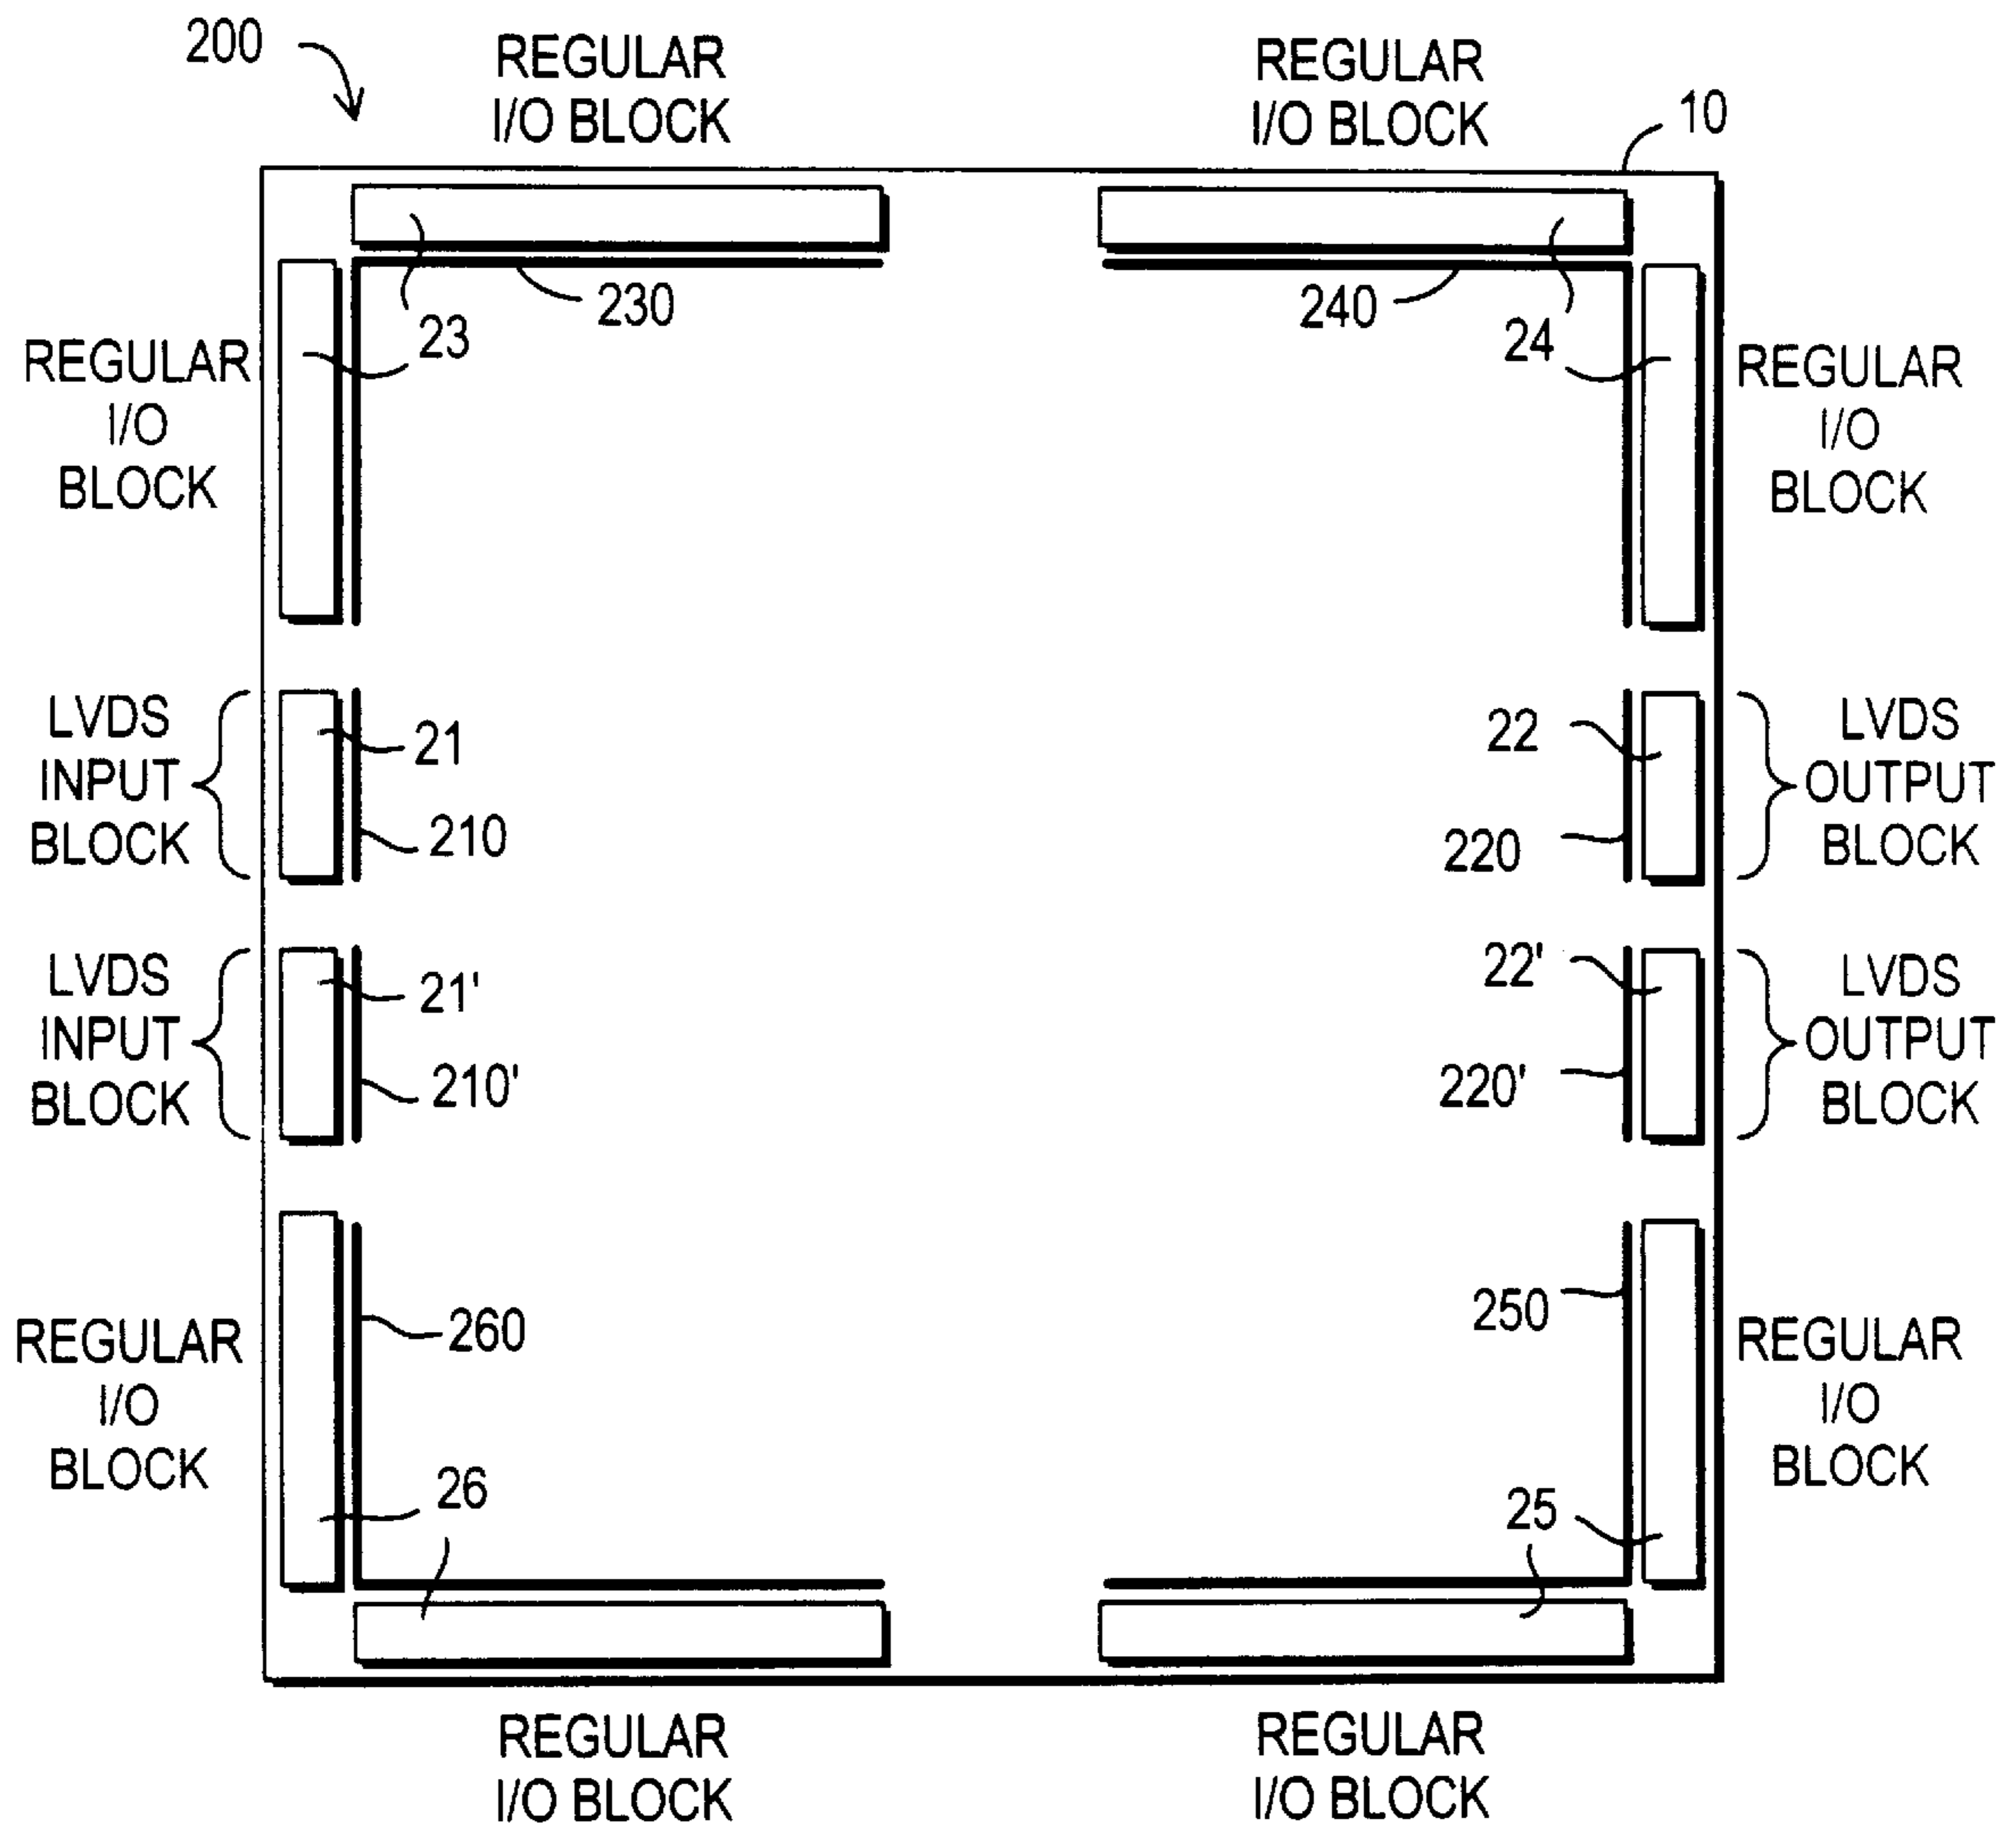 200
REGULAR
I/O BLOCK
REGULAR
I/O BLOCK
10
230
240
23
24
REGULAR
I/O
BLOCK
REGULAR
I/O
BLOCK
LVDS
INPUT
BLOCK
21
210
22
220
LVDS
OUTPUT
BLOCK
LVDS
INPUT
BLOCK
21'
210'
22'
220'
LVDS
OUTPUT
BLOCK
REGULAR
I/O
BLOCK
260
26
250
25
REGULAR
I/O
BLOCK
REGULAR
I/O BLOCK
REGULAR
I/O BLOCK